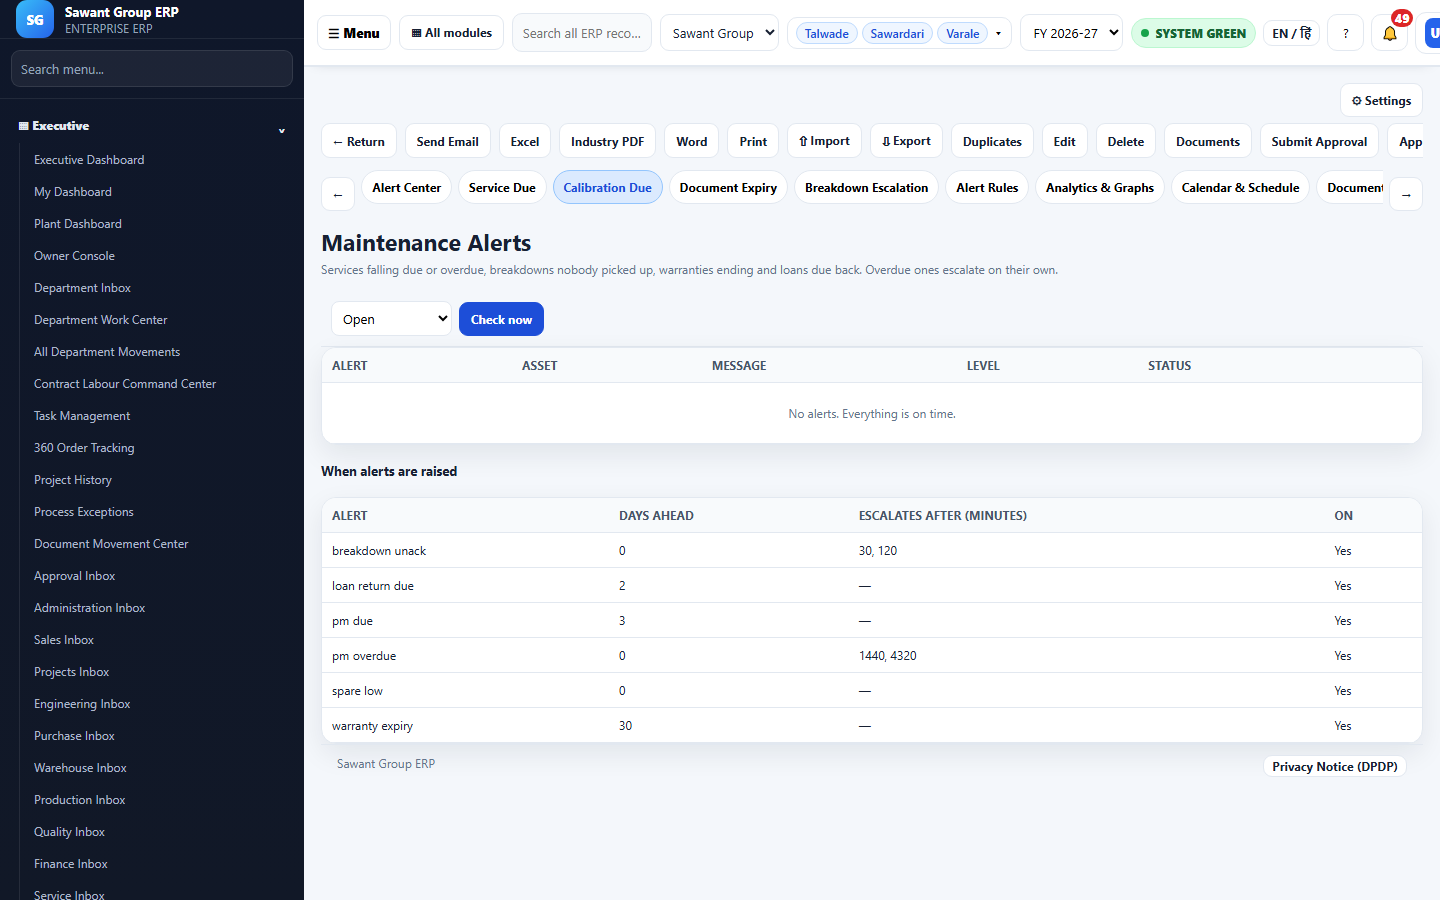 SG
Sawant Group ERP
ENTERPRISE ERP
Search menu...
Executive
Executive Dashboard
My Dashboard
Plant Dashboard
Owner Console
Department Inbox
Department Work Center
All Department Movements
Contract Labour Command Center
Task Management
360 Order Tracking
Project History
Process Exceptions
Document Movement Center
Approval Inbox
Administration Inbox
Sales Inbox
Projects Inbox
Engineering Inbox
Purchase Inbox
Warehouse Inbox
Production Inbox
Quality Inbox
Finance Inbox
Service Inbox
☰ Menu
All modules
Search all ERP reco...
Sawant Group
Talwade Sawardari Varale
FY 2026-27
SYSTEM GREEN
EN / हिं
?
49
U
⚙ Settings
← Return Send Email Excel Industry PDF Word Print ⇧ Import ⇩ Export Duplicates Edit Delete Documents Submit Approval App
← Alert Center Service Due Calibration Due Document Expiry Breakdown Escalation Alert Rules Analytics & Graphs Calendar & Schedule Document →
Maintenance Alerts
Services falling due or overdue, breakdowns nobody picked up, warranties ending and loans due back. Overdue ones escalate on their own.
Open Check now
ALERT ASSET MESSAGE LEVEL STATUS
No alerts. Everything is on time.
When alerts are raised
ALERT DAYS AHEAD ESCALATES AFTER (MINUTES) ON
breakdown unack 0 30, 120 Yes
loan return due 2 — Yes
pm due 3 — Yes
pm overdue 0 1440, 4320 Yes
spare low 0 — Yes
warranty expiry 30 — Yes
Sawant Group ERP
Privacy Notice (DPDP)